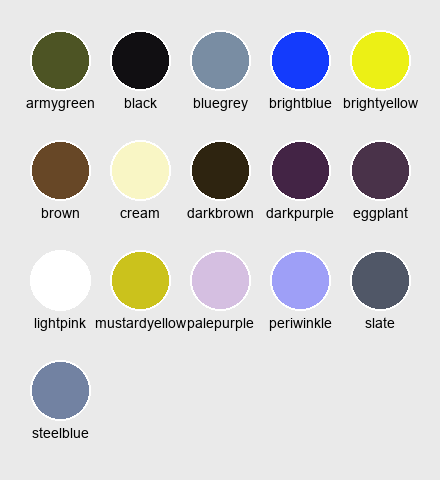 armygreen black bluegrey brightblue brightyellow
brown cream darkbrown darkpurple eggplant
lightpink mustardyellow palepurple periwinkle slate
steelblue